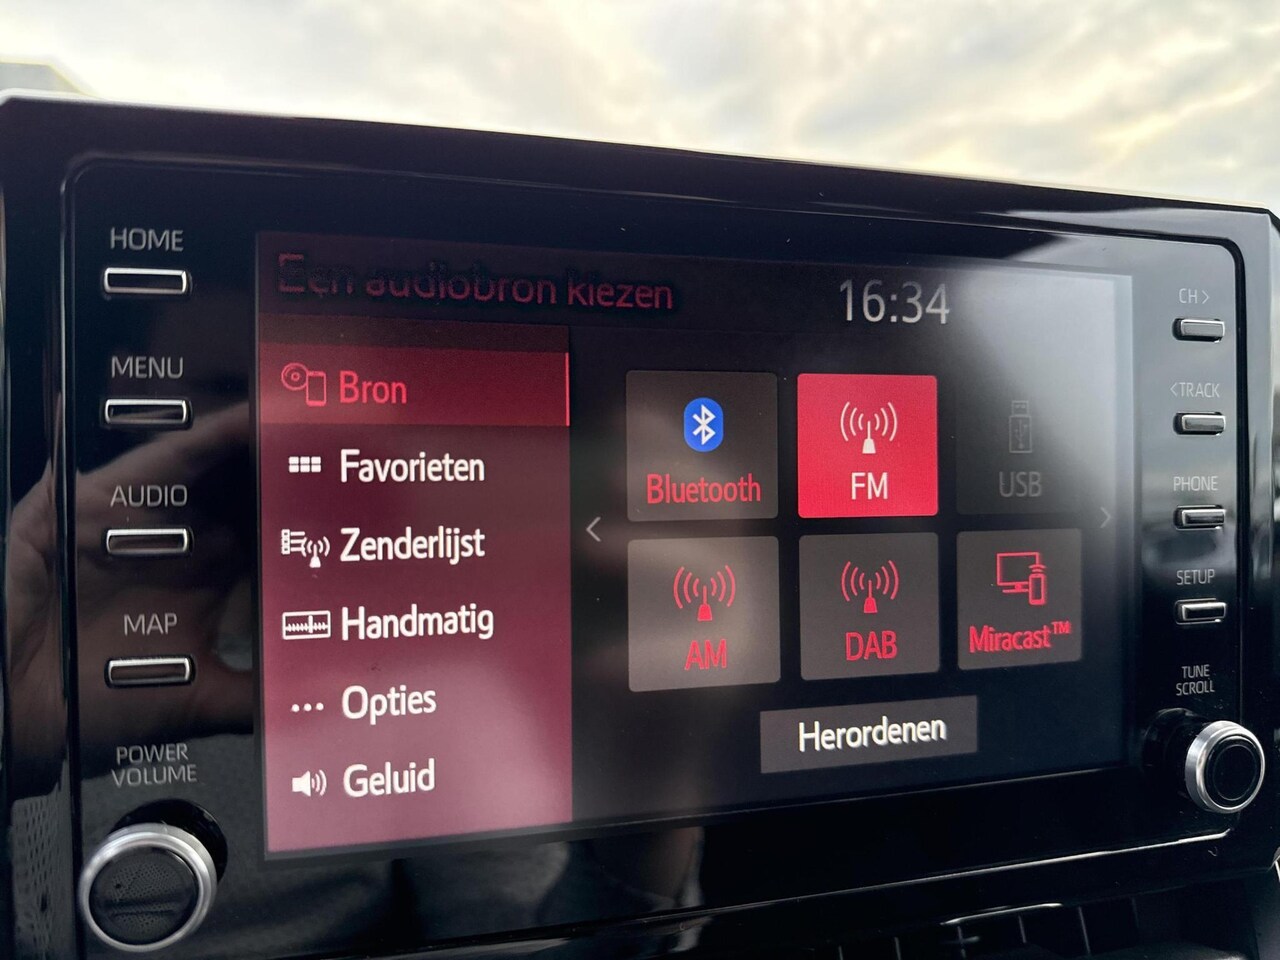 HOME
MENU
AUDIO
MAP
POWER
VOLUME
Een audiobron kiezen
16:34
Bron
Favorieten
Zenderlijst
Handmatig
Opties
Geluid
Bluetooth
FM
USB
AM
DAB
Miracast™
Herordenen
CH >
< TRACK
PHONE
SETUP
TUNE
SCROLL